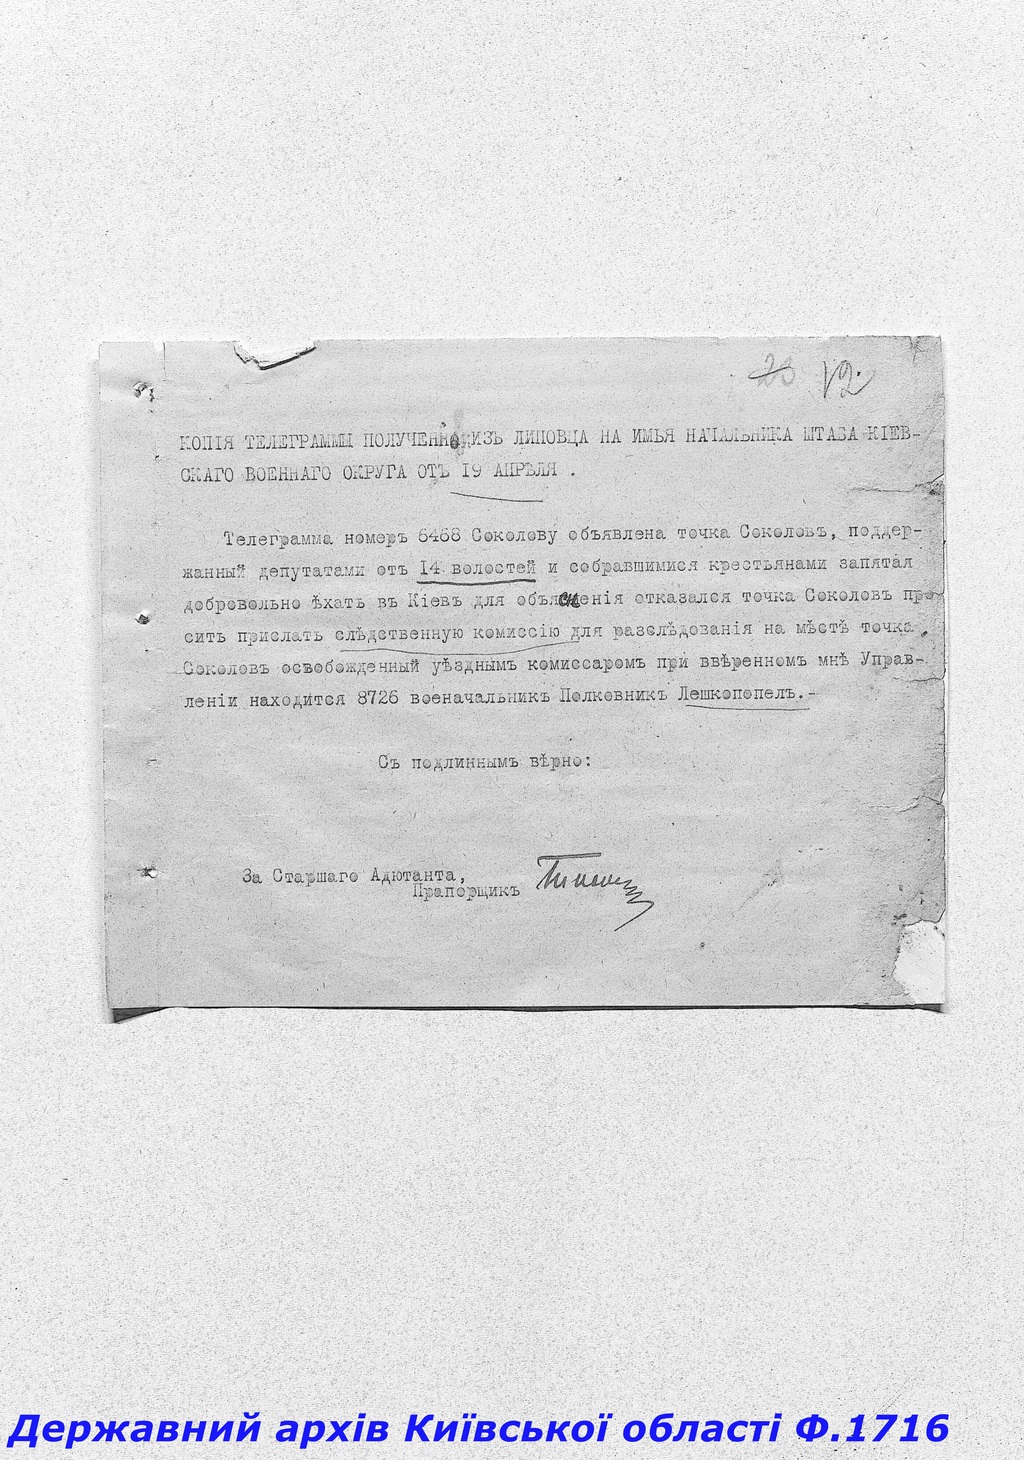 23 12.
КОПІЯ ТЕЛЕГРАММЫ ПОЛУЧЕННОЙ ИЗЪ ЛИПОВЦА НА ИМЬЯ НАЧАЛЬНИКА ШТАБА КІЕВ-
СКАГО ВОЕННАГО ОКРУГА ОТЪ 19 АПРѢЛЯ .
Телеграмма номеръ 6468 Соколову объявлена точка Соколовъ, поддер-
жанный депутатами отъ 14 волостей и собравшимися крестьянами запятая
добровольно ѣхать въ Кіевъ для объясненія отказался точка Соколовъ про-
ситъ прислать слѣдственную комиссію для разслѣдованія на мѣстѣ точка
Соколовъ освобожденный уѣзднымъ комиссаромъ при ввѣренномъ мнѣ Управ-
леніи находится 8726 военачальникъ Полковникъ Лешкопопелъ.-
Съ подлиннымъ вѣрно:
За Старшаго Адютанта,
Прапорщикъ
Державний архів Київської області Ф.1716